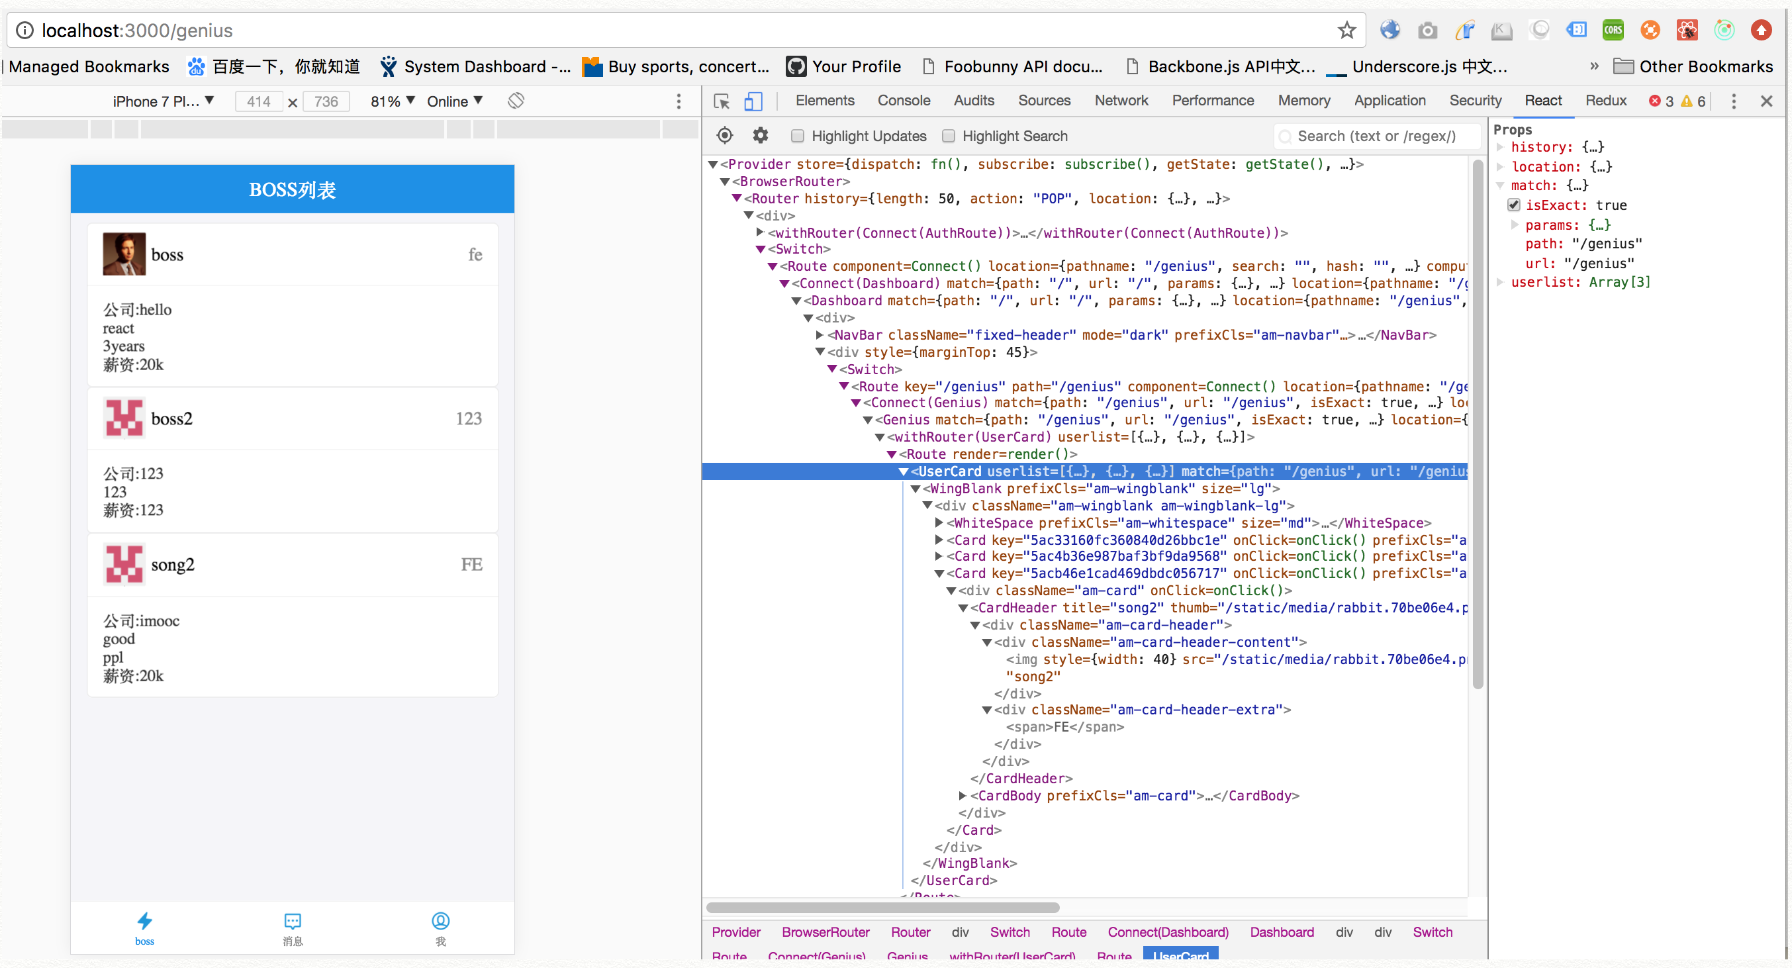 localhost:3000/genius
Managed Bookmarks 百度一下，你就知道 System Dashboard -... Buy sports, concert... Your Profile Foobunny API docu... Backbone.js API中文... Underscore.js 中文... » Other Bookmarks
iPhone 7 Pl... ▼ 414 × 736 81% ▼ Online ▼
Elements Console Audits Sources Network Performance Memory Application Security React Redux 3 6
Highlight Updates Highlight Search Search (text or /regex/)
BOSS列表
boss fe
公司:hello
react
3years
薪资:20k
boss2 123
公司:123
123
薪资:123
song2 FE
公司:imooc
good
ppl
薪资:20k
boss 消息 我
<Provider store={dispatch: fn(), subscribe: subscribe(), getState: getState(), …}>
<BrowserRouter>
<Router history={length: 50, action: "POP", location: {…}, …}>
<div>
<withRouter(Connect(AuthRoute))>…</withRouter(Connect(AuthRoute))>
<Switch>
<Route component=Connect() location={pathname: "/genius", search: "", hash: "", …} compu
<Connect(Dashboard) match={path: "/", url: "/", params: {…}, …} location={pathname: "/g
<Dashboard match={path: "/", url: "/", params: {…}, …} location={pathname: "/genius",
<div>
<NavBar className="fixed-header" mode="dark" prefixCls="am-navbar"…>…</NavBar>
<div style={marginTop: 45}>
<Switch>
<Route key="/genius" path="/genius" component=Connect() location={pathname: "/ge
<Connect(Genius) match={path: "/genius", url: "/genius", isExact: true, …} lo
<Genius match={path: "/genius", url: "/genius", isExact: true, …} location={
<withRouter(UserCard) userlist=[{…}, {…}, {…}]>
<Route render=render()>
<UserCard userlist=[{…}, {…}, {…}] match={path: "/genius", url: "/genius
<WingBlank prefixCls="am-wingblank" size="lg">
<div className="am-wingblank am-wingblank-lg">
<WhiteSpace prefixCls="am-whitespace" size="md">…</WhiteSpace>
<Card key="5ac33160fc360840d26bbc1e" onClick=onClick() prefixCls="a
<Card key="5ac4b36e987baf3bf9da9568" onClick=onClick() prefixCls="a
<Card key="5acb46e1cad469dbdc056717" onClick=onClick() prefixCls="a
<div className="am-card" onClick=onClick()>
<CardHeader title="song2" thumb="/static/media/rabbit.70be06e4.p
<div className="am-card-header">
<div className="am-card-header-content">
<img style={width: 40} src="/static/media/rabbit.70be06e4.p
"song2"
</div>
<div className="am-card-header-extra">
<span>FE</span>
</div>
</div>
</CardHeader>
<CardBody prefixCls="am-card">…</CardBody>
</div>
</Card>
</div>
</WingBlank>
</UserCard>
</Route>
Provider BrowserRouter Router div Switch Route Connect(Dashboard) Dashboard div div Switch
Route Connect(Genius) Genius withRouter(UserCard) Route UserCard
Props
history: {…}
location: {…}
match: {…}
isExact: true
params: {…}
path: "/genius"
url: "/genius"
userlist: Array[3]